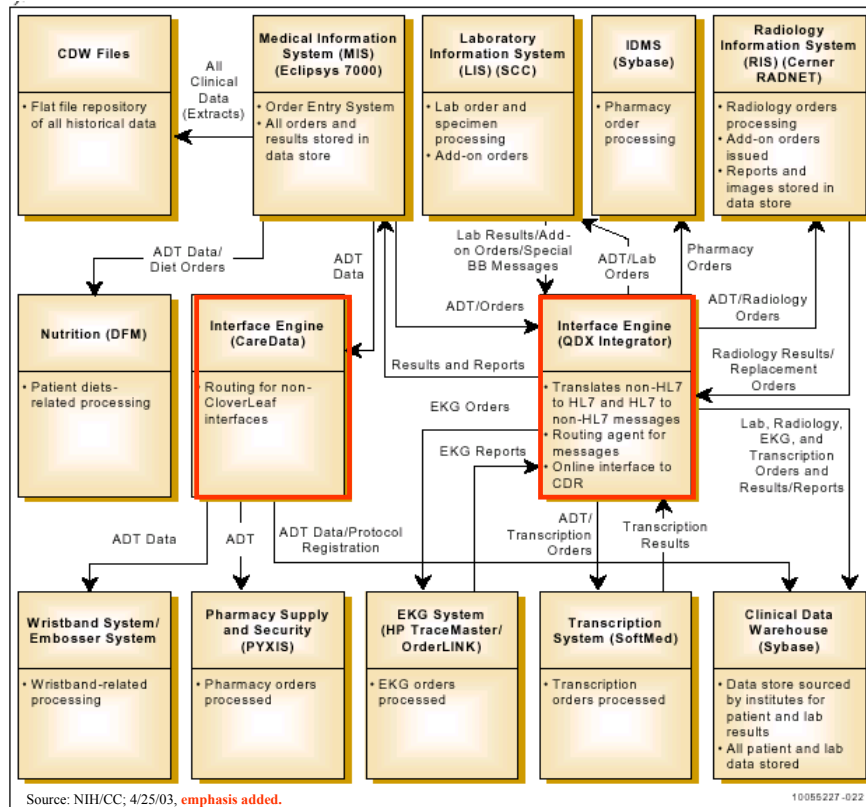 CDW Files
• Flat file repository
of all historical data
All
Clinical
Data
(Extracts)
Medical Information
System (MIS)
(Eclipsys 7000)
• Order Entry System
• All orders and
results stored in
data store
Laboratory
Information System
(LIS) (SCC)
• Lab order and
specimen
processing
• Add-on orders
IDMS
(Sybase)
• Pharmacy
order
processing
Radiology
Information System
(RIS) (Cerner
RADNET)
• Radiology orders
processing
• Add-on orders
issued
• Reports and
images stored in
data store
ADT Data/
Diet Orders
ADT
Data
Lab Results/Add-
on Orders/Special
BB Messages
ADT/Lab
Orders
Pharmacy
Orders
ADT/Orders
ADT/Radiology
Orders
Nutrition (DFM)
• Patient diets-
related processing
Interface Engine
(CareData)
• Routing for non-
CloverLeaf
interfaces
Results and Reports
EKG Orders
EKG Reports
Interface Engine
(QDX Integrator)
• Translates non-HL7
to HL7 and HL7 to
non-HL7 messages
• Routing agent for
messages
• Online interface to
CDR
Radiology Results/
Replacement
Orders
Lab, Radiology,
EKG, and
Transcription
Orders and
Results/Reports
ADT Data
ADT
ADT Data/Protocol
Registration
ADT/
Transcription
Orders
Transcription
Results
Wristband System/
Embosser System
• Wristband-related
processing
Pharmacy Supply
and Security
(PYXIS)
• Pharmacy orders
processed
EKG System
(HP TraceMaster/
OrderLINK)
• EKG orders
processed
Transcription
System (SoftMed)
• Transcription
orders processed
Clinical Data
Warehouse
(Sybase)
• Data store sourced
by institutes for
patient and lab
results
• All patient and lab
data stored
Source: NIH/CC; 4/25/03, emphasis added.
10055227-022